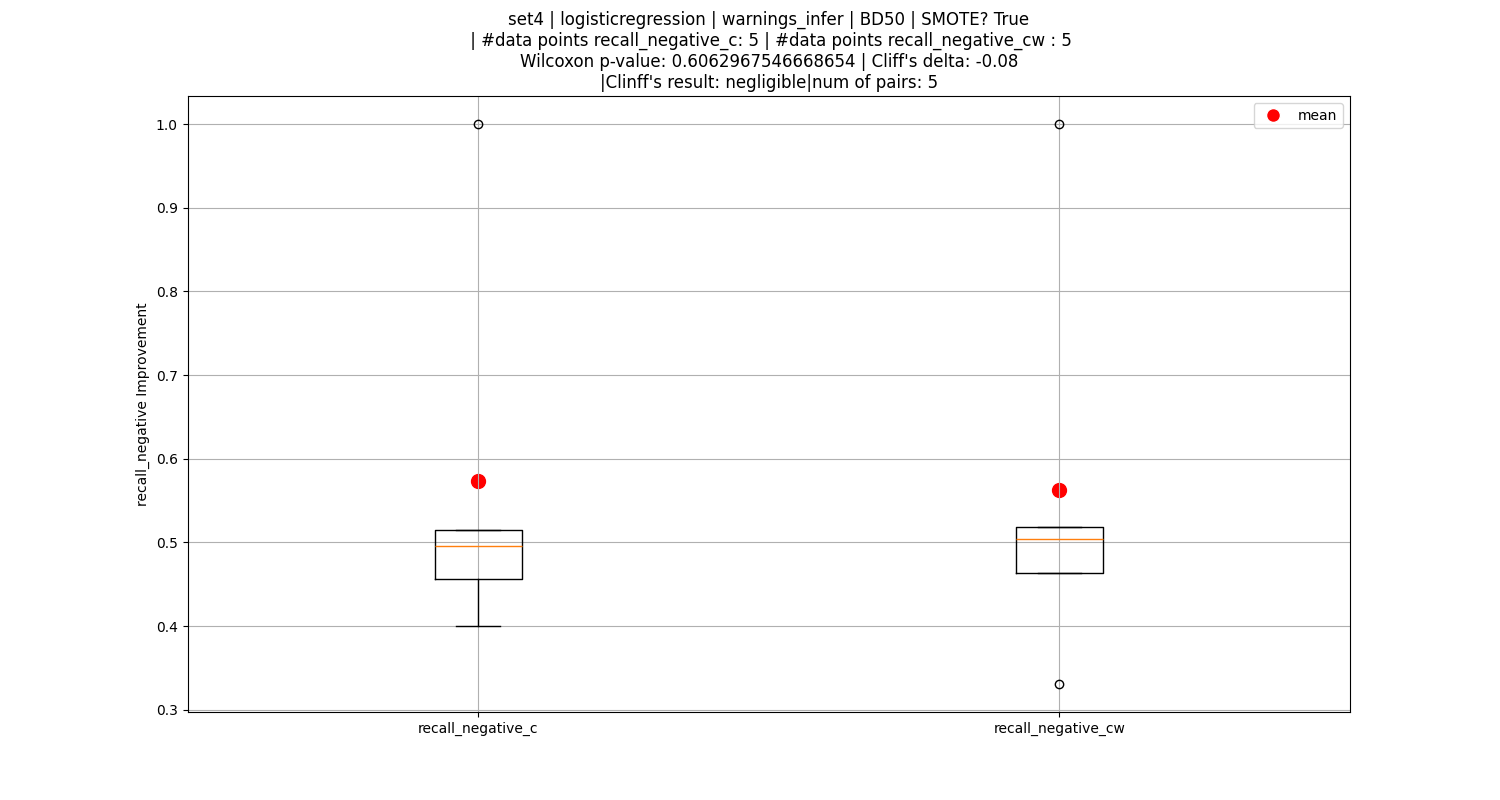 set4 | logisticregression | warnings_infer | BD50 | SMOTE? True
| #data points recall_negative_c: 5 | #data points recall_negative_cw : 5
Wilcoxon p-value: 0.6062967546668654 | Cliff's delta: -0.08
|Clinff's result: negligible|num of pairs: 5
mean
1.0
0.9
0.8
0.7
0.6
0.5
0.4
0.3
recall_negative Improvement
recall_negative_c
recall_negative_cw